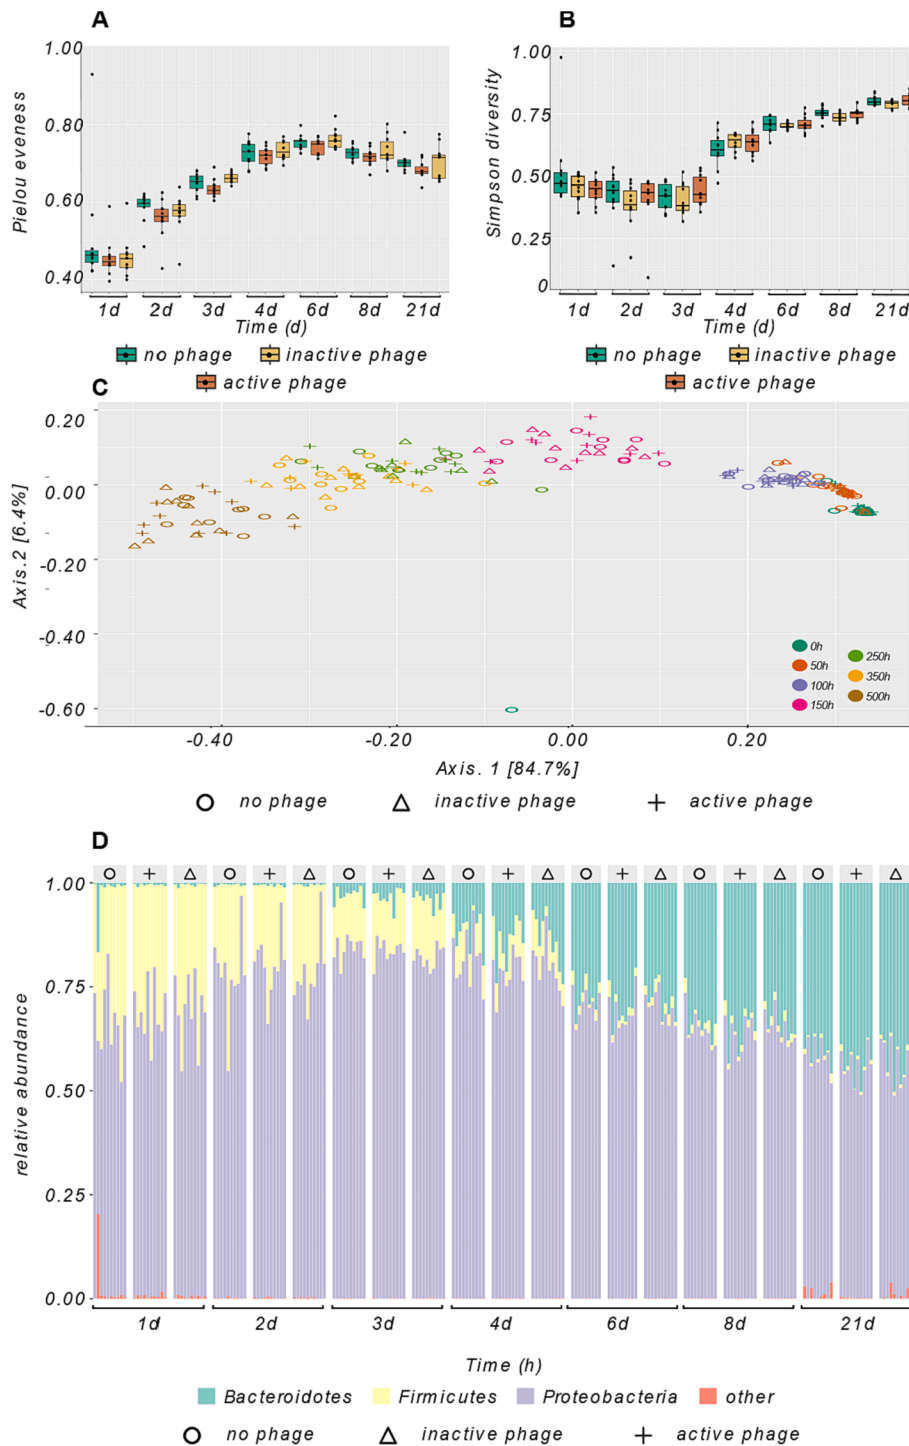 A
B
Pielou eveness
1.00
0.80
0.60
0.40
1d 2d 3d 4d 6d 8d 21d
Time (d)
no phage inactive phage
active phage
Simpson diversity
1.00
0.75
0.50
0.25
0
1d 2d 3d 4d 6d 8d 21d
Time (d)
no phage inactive phage
active phage
C
Axis.2 [6.4%]
0.20
0.00
-0.20
-0.40
-0.60
0h
50h
100h
150h
250h
350h
500h
-0.40 -0.20 0.00 0.20
Axis. 1 [84.7%]
no phage inactive phage active phage
D
relative abundance
1.00
0.75
0.50
0.25
0.00
1d 2d 3d 4d 6d 8d 21d
Time (h)
Bacteroidotes Firmicutes Proteobacteria other
no phage inactive phage active phage